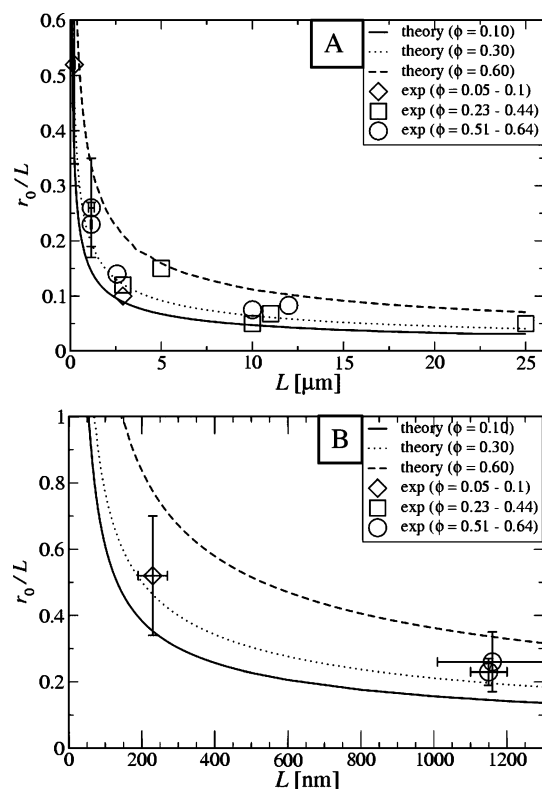 A
theory (ϕ = 0.10)
theory (ϕ = 0.30)
theory (ϕ = 0.60)
exp (ϕ = 0.05 - 0.1)
exp (ϕ = 0.23 - 0.44)
exp (ϕ = 0.51 - 0.64)
0.6
0.5
0.4
0.3
0.2
0.1
0
r₀/L
0 5 10 15 20 25
L [μm]
B
theory (ϕ = 0.10)
theory (ϕ = 0.30)
theory (ϕ = 0.60)
exp (ϕ = 0.05 - 0.1)
exp (ϕ = 0.23 - 0.44)
exp (ϕ = 0.51 - 0.64)
1
0.8
0.6
0.4
0.2
0
r₀/L
0 200 400 600 800 1000 1200
L [nm]